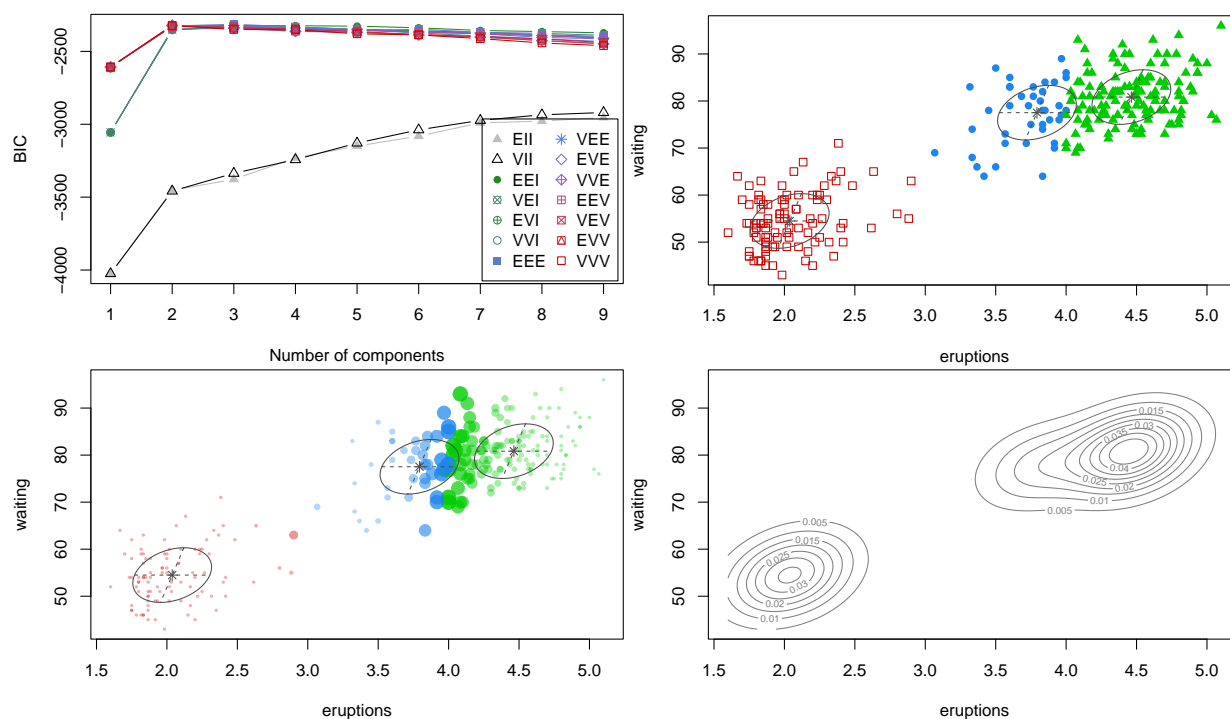 BIC
−2500
−3000
−3500
−4000
EII VEE
VII EVE
EEI VVE
VEI EEV
EVI VEV
VVI EVV
EEE VVV
1 2 3 4 5 6 7 8 9
Number of components
waiting
90
80
70
60
50
1.5 2.0 2.5 3.0 3.5 4.0 4.5 5.0
eruptions
waiting
90
80
70
60
50
1.5 2.0 2.5 3.0 3.5 4.0 4.5 5.0
eruptions
waiting
90
80
70
60
50
0.015
0.03
0.035
0.04
0.025
0.02
0.01
0.005
0.005
0.015
0.025
0.03
0.02
0.01
1.5 2.0 2.5 3.0 3.5 4.0 4.5 5.0
eruptions